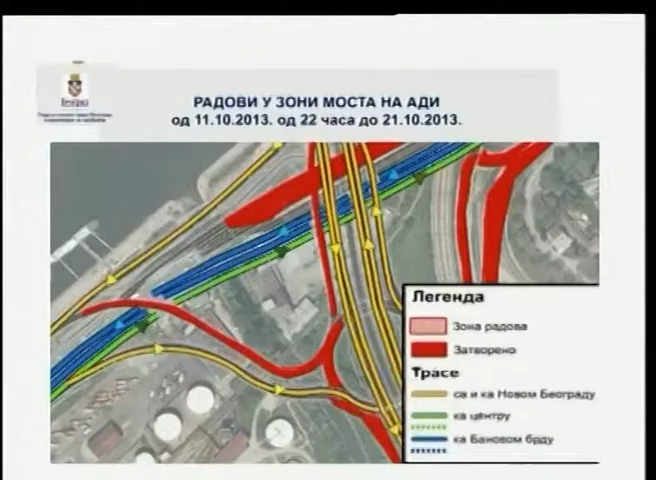 РАДОВИ У ЗОНИ МОСТА НА АДИ
од 11.10.2013. од 22 часа до 21.10.2013.
Београд
Легенда
Зона радова
Затворено
Трасе
са и ка Новом Београду
ка центру
ка Бановом брду